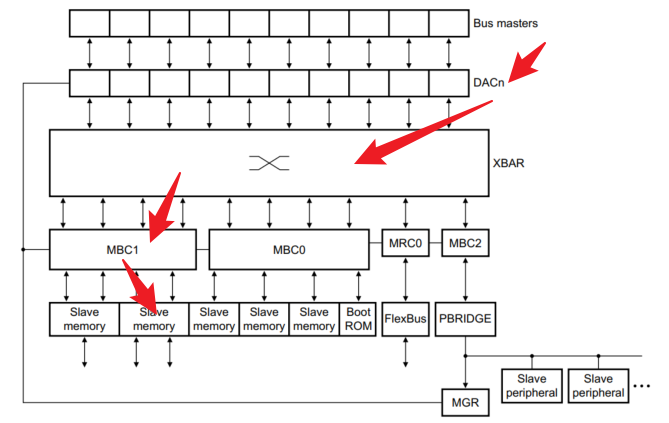 Bus masters
DACn
XBAR
MBC1
MBC0
MRC0
MBC2
Slave
memory
Slave
memory
Slave
memory
Slave
memory
Slave
memory
Boot
ROM
FlexBus
PBRIDGE
Slave
peripheral
Slave
peripheral
...
MGR